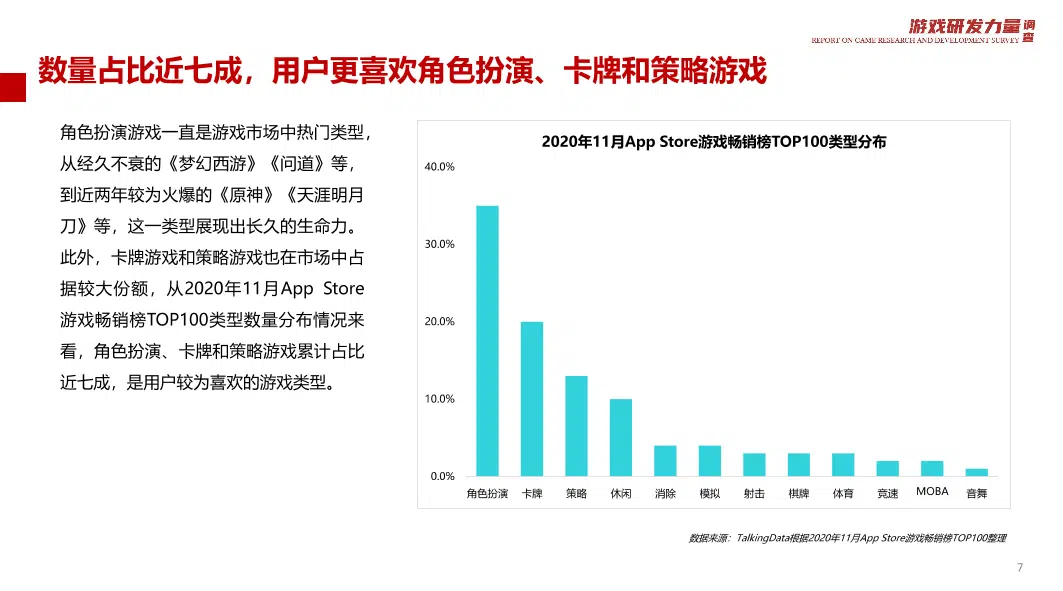 游戏研发力量调查
REPORT ON GAME RESEARCH AND DEVELOPMENT SURVEY
数量占比近七成，用户更喜欢角色扮演、卡牌和策略游戏
角色扮演游戏一直是游戏市场中热门类型，
从经久不衰的《梦幻西游》《问道》等，
到近两年较为火爆的《原神》《天涯明月
刀》等，这一类型展现出长久的生命力。
此外，卡牌游戏和策略游戏也在市场中占
据较大份额，从2020年11月App Store
游戏畅销榜TOP100类型数量分布情况来
看，角色扮演、卡牌和策略游戏累计占比
近七成，是用户较为喜欢的游戏类型。
2020年11月App Store游戏畅销榜TOP100类型分布
40.0%
30.0%
20.0%
10.0%
0.0%
角色扮演 卡牌 策略 休闲 消除 模拟 射击 棋牌 体育 竞速 MOBA 音舞
数据来源：TalkingData根据2020年11月App Store游戏畅销榜TOP100整理
7